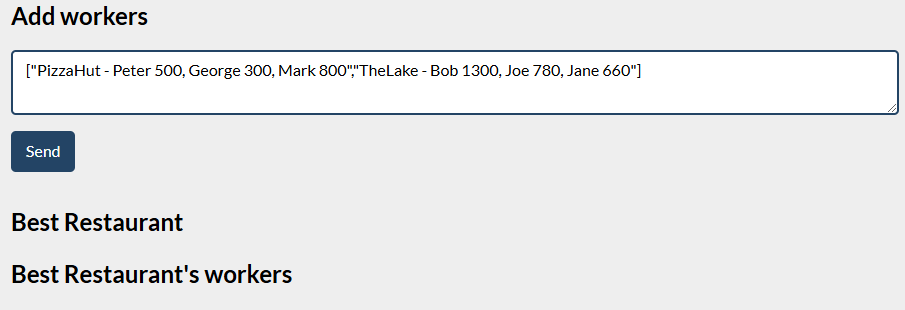 Add workers
["PizzaHut - Peter 500, George 300, Mark 800","TheLake - Bob 1300, Joe 780, Jane 660"]
Send
Best Restaurant
Best Restaurant's workers